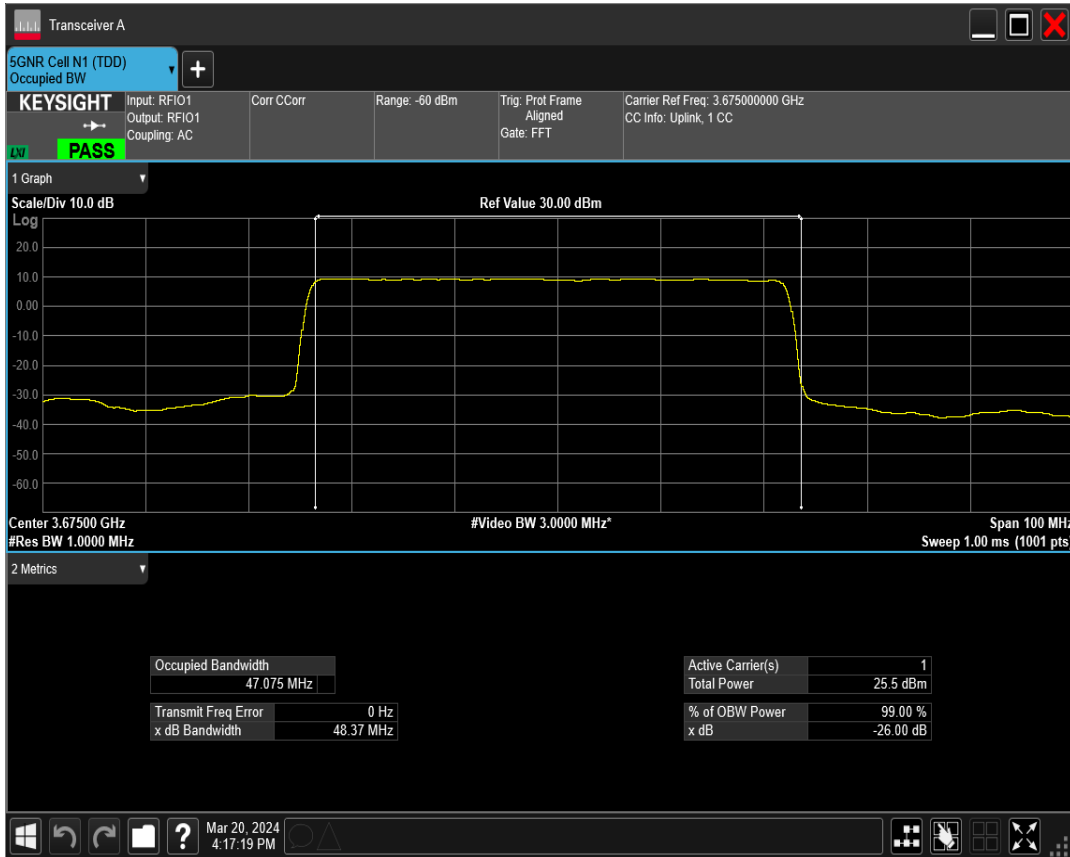 Transceiver A
5GNR Cell N1 (TDD)
Occupied BW
+
KEYSIGHT
LXI
PASS
Input: RFIO1
Output: RFIO1
Coupling: AC
Corr CCorr
Range: -60 dBm
Trig: Prot Frame
Aligned
Gate: FFT
Carrier Ref Freq: 3.675000000 GHz
CC Info: Uplink, 1 CC
1 Graph
Scale/Div 10.0 dB
Ref Value 30.00 dBm
Log
20.0
10.0
0.00
-10.0
-20.0
-30.0
-40.0
-50.0
-60.0
Center 3.67500 GHz
#Video BW 3.0000 MHz*
Span 100 MHz
#Res BW 1.0000 MHz
Sweep 1.00 ms (1001 pts)
2 Metrics
Occupied Bandwidth
47.075 MHz
Transmit Freq Error 0 Hz
x dB Bandwidth 48.37 MHz
Active Carrier(s) 1
Total Power 25.5 dBm
% of OBW Power 99.00 %
x dB -26.00 dB
?
Mar 20, 2024
4:17:19 PM